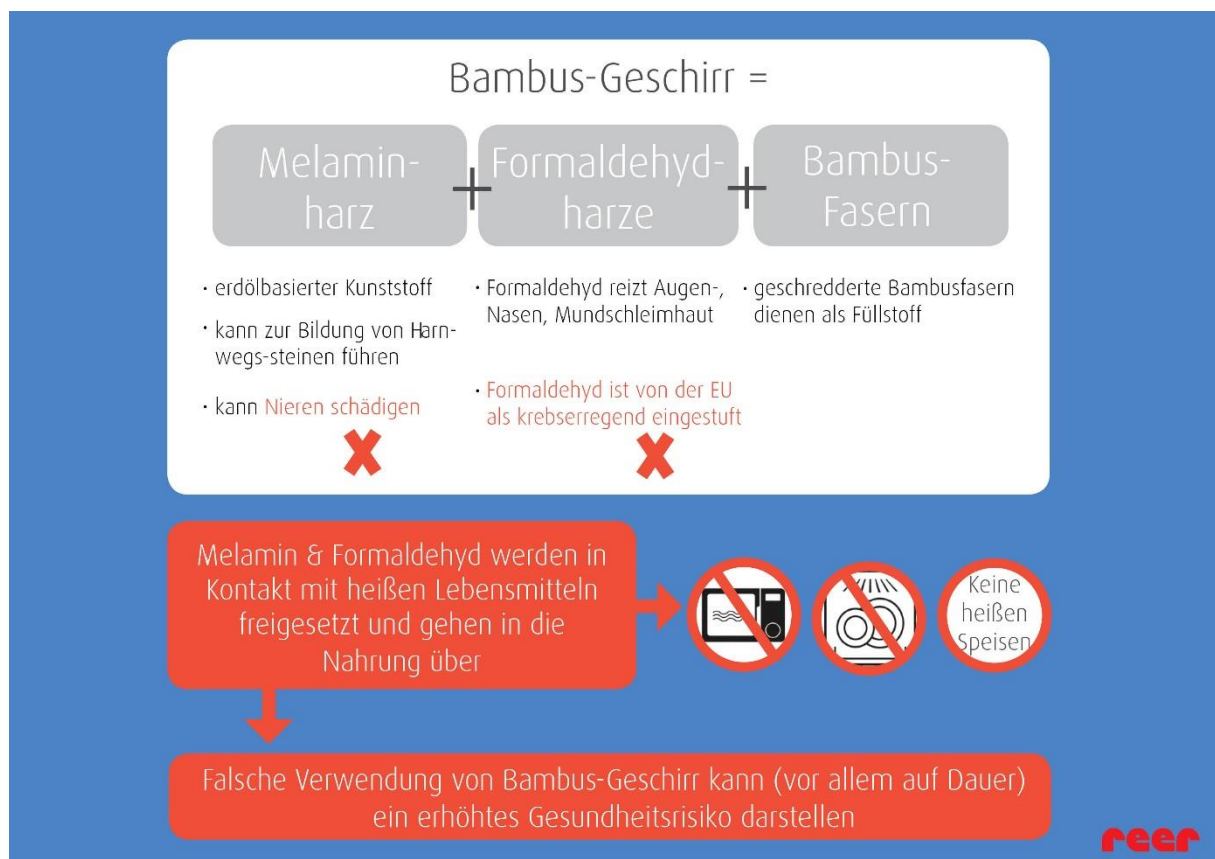 Bambus-Geschirr =
Melamin-
harz
+
Formaldehyd-
harze
+
Bambus-
Fasern
· erdölbasierter Kunststoff
· kann zur Bildung von Harn-
wegs-steinen führen
· kann Nieren schädigen
· Formaldehyd reizt Augen-,
Nasen, Mundschleimhaut
· Formaldehyd ist von der EU
als krebserregend eingestuft
· geschredderte Bambusfasern
dienen als Füllstoff
Melamin & Formaldehyd werden in
Kontakt mit heißen Lebensmitteln
freigesetzt und gehen in die
Nahrung über
Keine
heißen
Speisen
Falsche Verwendung von Bambus-Geschirr kann (vor allem auf Dauer)
ein erhöhtes Gesundheitsrisiko darstellen
reer